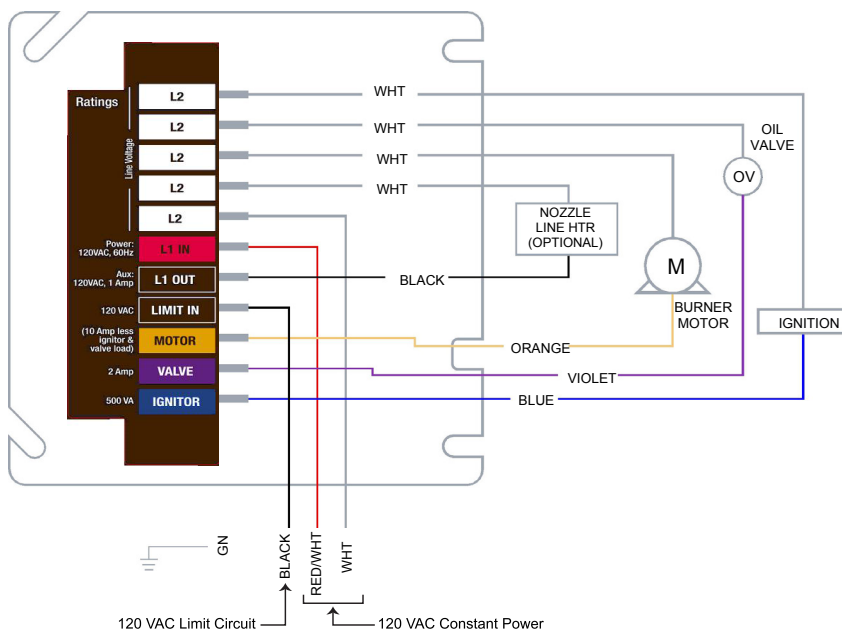 Ratings
Line Voltage
L2
L2
L2
L2
L2
Power:
120VAC, 60Hz
L1 IN
Aux:
120VAC, 1 Amp
L1 OUT
120 VAC
LIMIT IN
(10 Amp less
ignitor &
valve load)
MOTOR
2 Amp
VALVE
500 VA
IGNITOR
WHT
WHT
WHT
WHT
OIL
VALVE
OV
NOZZLE
LINE HTR
(OPTIONAL)
BLACK
M
BURNER
MOTOR
IGNITION
ORANGE
VIOLET
BLUE
GN
BLACK
RED/WHT
WHT
120 VAC Limit Circuit
120 VAC Constant Power